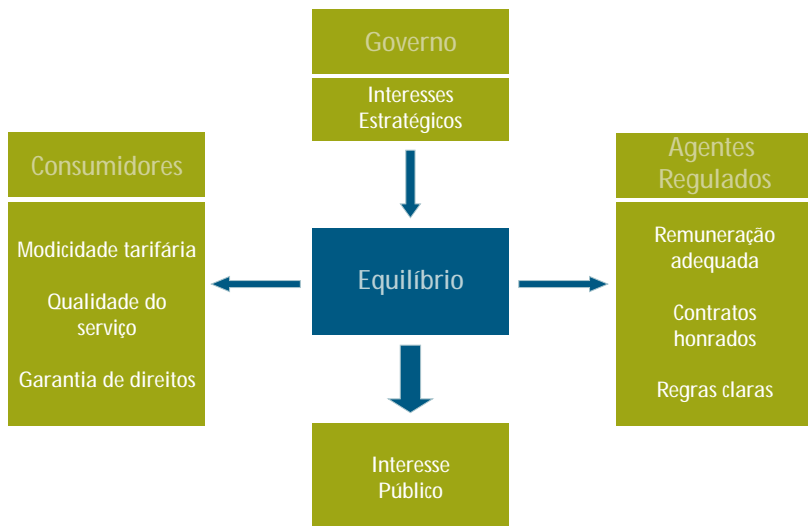 Governo
Interesses
Estratégicos
Consumidores
Modicidade tarifária
Qualidade do
serviço
Garantia de direitos
Equilíbrio
Agentes
Regulados
Remuneração
adequada
Contratos
honrados
Regras claras
Interesse
Público